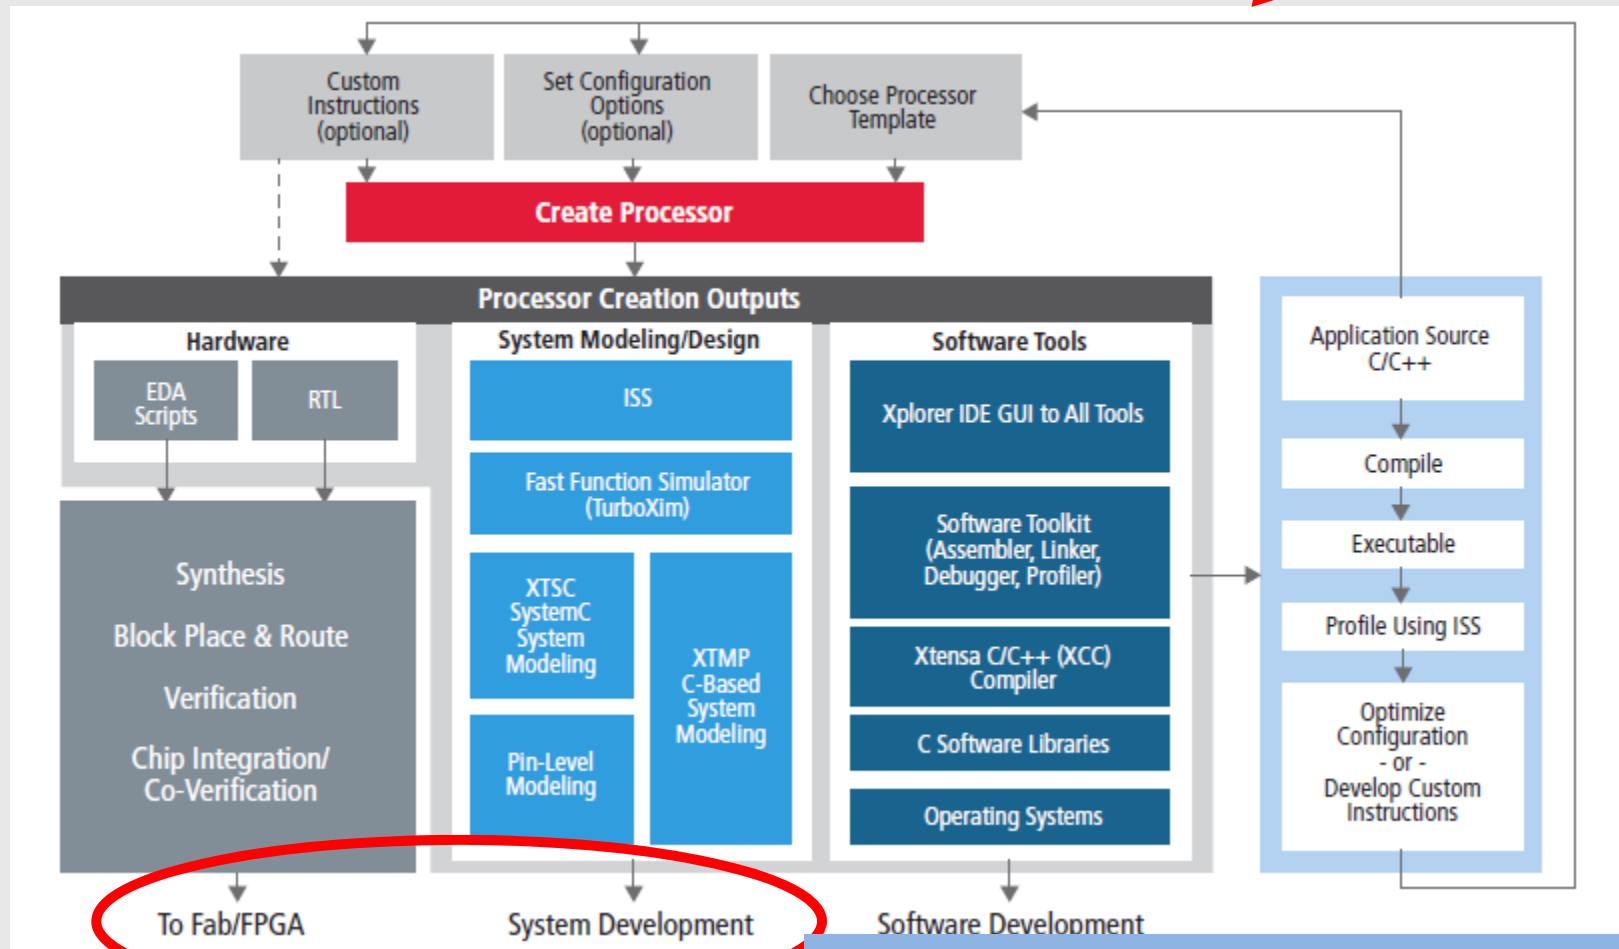 Custom
Instructions
(optional)
Set Configuration
Options
(optional)
Choose Processor
Template
Create Processor
Processor Creation Outputs
Hardware
EDA
Scripts
RTL
Synthesis
Block Place & Route
Verification
Chip Integration/
Co-Verification
To Fab/FPGA
System Modeling/Design
ISS
Fast Function Simulator
(TurboXim)
XTSC
SystemC
System
Modeling
Pin-Level
Modeling
XTMP
C-Based
System
Modeling
System Development
Software Tools
Xplorer IDE GUI to All Tools
Software Toolkit
(Assembler, Linker,
Debugger, Profiler)
Xtensa C/C++ (XCC)
Compiler
C Software Libraries
Operating Systems
Software Development
Application Source
C/C++
Compile
Executable
Profile Using ISS
Optimize
Configuration
- or -
Develop Custom
Instructions